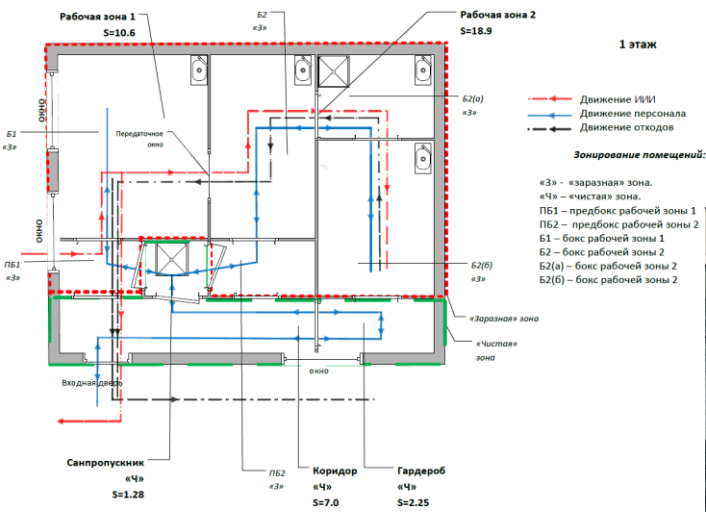 Рабочая зона 1
S=10.6
Б2
«З»
Рабочая зона 2
S=18.9
1 этаж
ОКНО
Б1
«З»
Передаточное
окно
Б2(а)
«З»
Движение ИИИ
Движение персонала
Движение отходов
Зонирование помещений:
«З» - «заразная» зона.
«Ч» – «чистая» зона.
ПБ1 – предбокс рабочей зоны 1
ПБ2 – предбокс рабочей зоны 2
Б1 – бокс рабочей зоны 1
Б2 – бокс рабочей зоны 2
Б2(а) – бокс рабочей зоны 2
Б2(б) – бокс рабочей зоны 2
ОКНО
ПБ1
«З»
Б2(б)
«З»
«Заразная» зона
«Чистая»
зона
Входная дверь
ОКНО
Санпропускник
«Ч»
S=1.28
ПБ2
«З»
Коридор
«Ч»
S=7.0
Гардероб
«Ч»
S=2.25